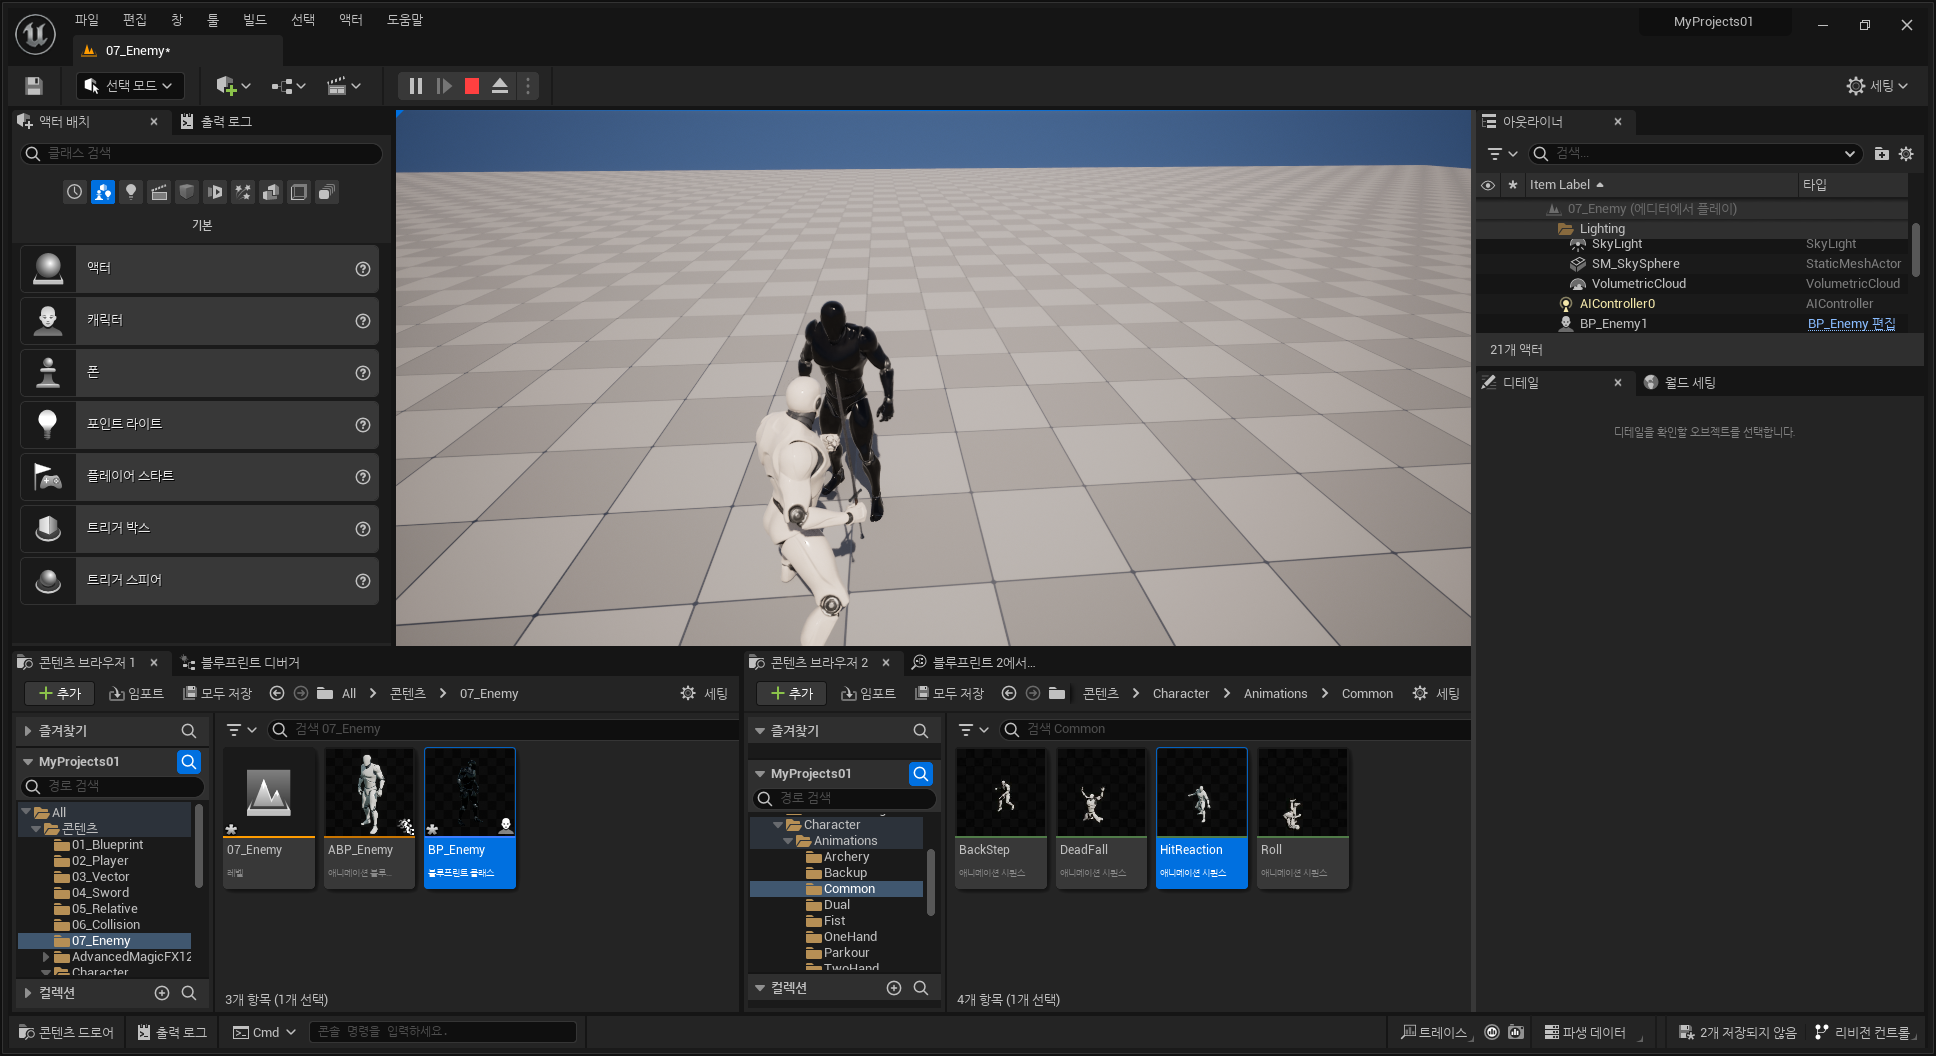 파일 편집 창 툴 빌드 선택 액터 도움말
MyProjects01
07_Enemy*
선택 모드
세팅
액터 배치
출력 로그
클래스 검색
기본
액터
캐릭터
폰
포인트 라이트
플레이어 스타트
트리거 박스
트리거 스피어
아웃라이너
검색...
Item Label
타입
07_Enemy (에디터에서 플레이)
Lighting
SkyLight SkyLight
SM_SkySphere StaticMeshActor
VolumetricCloud VolumetricCloud
AIController0 AIController
BP_Enemy1 BP_Enemy 편집
21개 액터
디테일
월드 세팅
디테일을 확인할 오브젝트를 선택합니다.
콘텐츠 브라우저 1
블루프린트 디버거
추가 임포트 모두 저장 All 콘텐츠 07_Enemy 세팅
즐겨찾기
검색 07_Enemy
MyProjects01
경로 검색
All
콘텐츠
01_Blueprint
02_Player
03_Vector
04_Sword
05_Relative
06_Collision
07_Enemy
AdvancedMagicFX12
Character
컬렉션
07_Enemy
레벨
ABP_Enemy
애니메이션 블루...
BP_Enemy
블루프린트 클래스
3개 항목 (1개 선택)
콘텐츠 브라우저 2
블루프린트 2에서...
추가 임포트 모두 저장 콘텐츠 Character Animations Common 세팅
즐겨찾기
검색 Common
MyProjects01
경로 검색
Character
Animations
Archery
Backup
Common
Dual
Fist
OneHand
Parkour
TwoHand
컬렉션
BackStep
애니메이션 시퀀스
DeadFall
애니메이션 시퀀스
HitReaction
애니메이션 시퀀스
Roll
애니메이션 시퀀스
4개 항목 (1개 선택)
콘텐츠 드로어
출력 로그
Cmd
콘솔 명령을 입력하세요.
트레이스
파생 데이터
2개 저장되지 않음
리비전 컨트롤